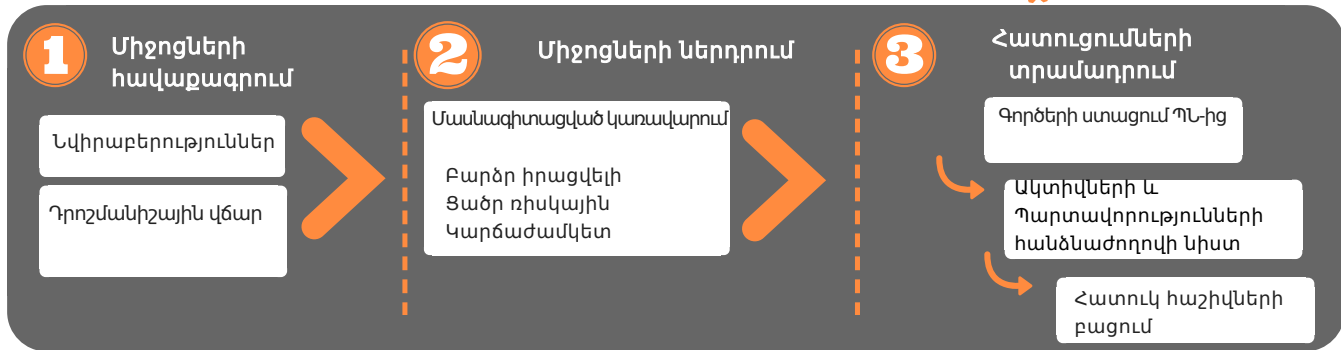 1
Միջոցների
հավաքագրում
Նվիրաբերություններ
Դրոշմանիշային վճար
2
Միջոցների ներդրում
Մասնագիտացված կառավարում
Բարձր իրացվելի
Ցածր ռիսկային
Կարճաժամկետ
3
Հատուցումների
տրամադրում
Գործերի ստացում ՊՆ-ից
Ակտիվների և
Պարտավորությունների
հանձնաժողովի նիստ
Հատուկ հաշիվների
բացում